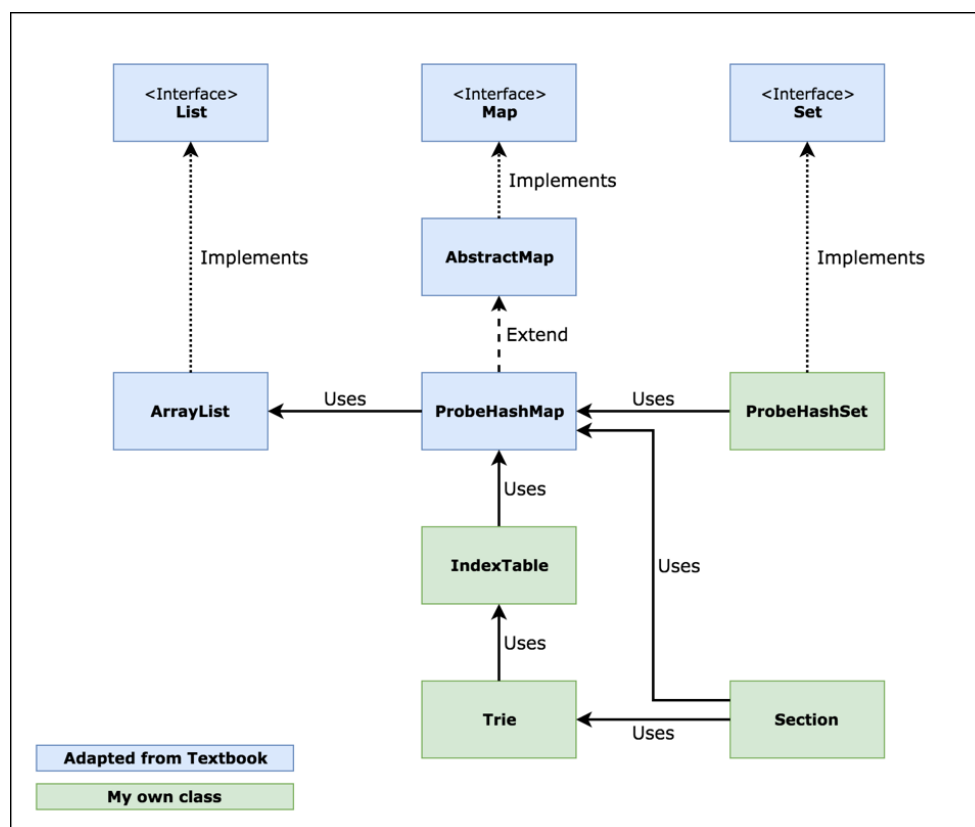 <Interface>
List
<Interface>
Map
<Interface>
Set
Implements
AbstractMap
Implements
Implements
Extend
ArrayList
Uses
ProbeHashMap
Uses
ProbeHashSet
Uses
IndexTable
Uses
Uses
Trie
Uses
Section
Adapted from Textbook
My own class